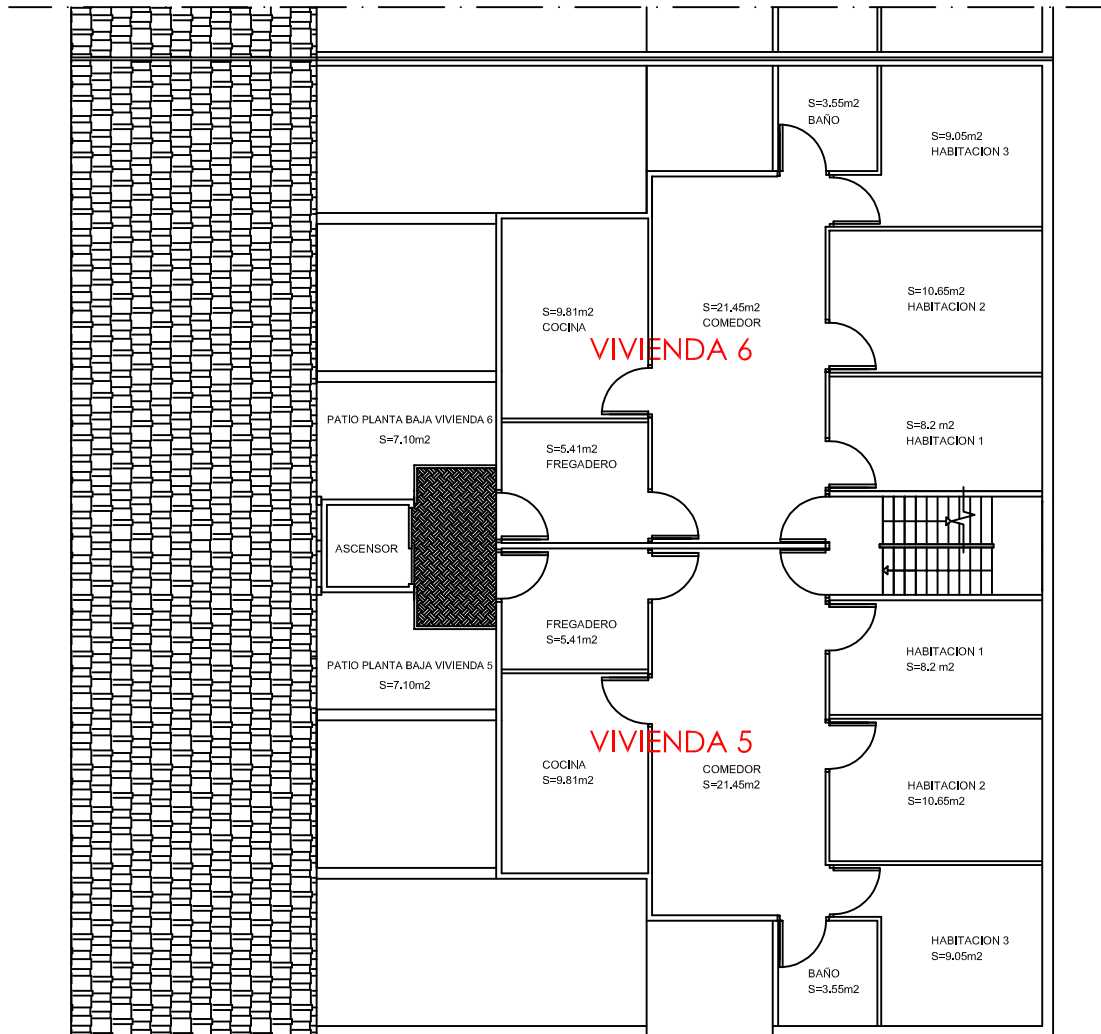 S=3.55m2
BAÑO
S=9.05m2
HABITACION 3
S=10.65m2
HABITACION 2
S=9.81m2
COCINA
S=21.45m2
COMEDOR
VIVIENDA 6
PATIO PLANTA BAJA VIVIENDA 6
S=7.10m2
S=8.2 m2
HABITACION 1
S=5.41m2
FREGADERO
ASCENSOR
FREGADERO
S=5.41m2
HABITACION 1
S=8.2 m2
PATIO PLANTA BAJA VIVIENDA 5
S=7.10m2
VIVIENDA 5
COCINA
S=9.81m2
COMEDOR
S=21.45m2
HABITACION 2
S=10.65m2
HABITACION 3
S=9.05m2
BAÑO
S=3.55m2